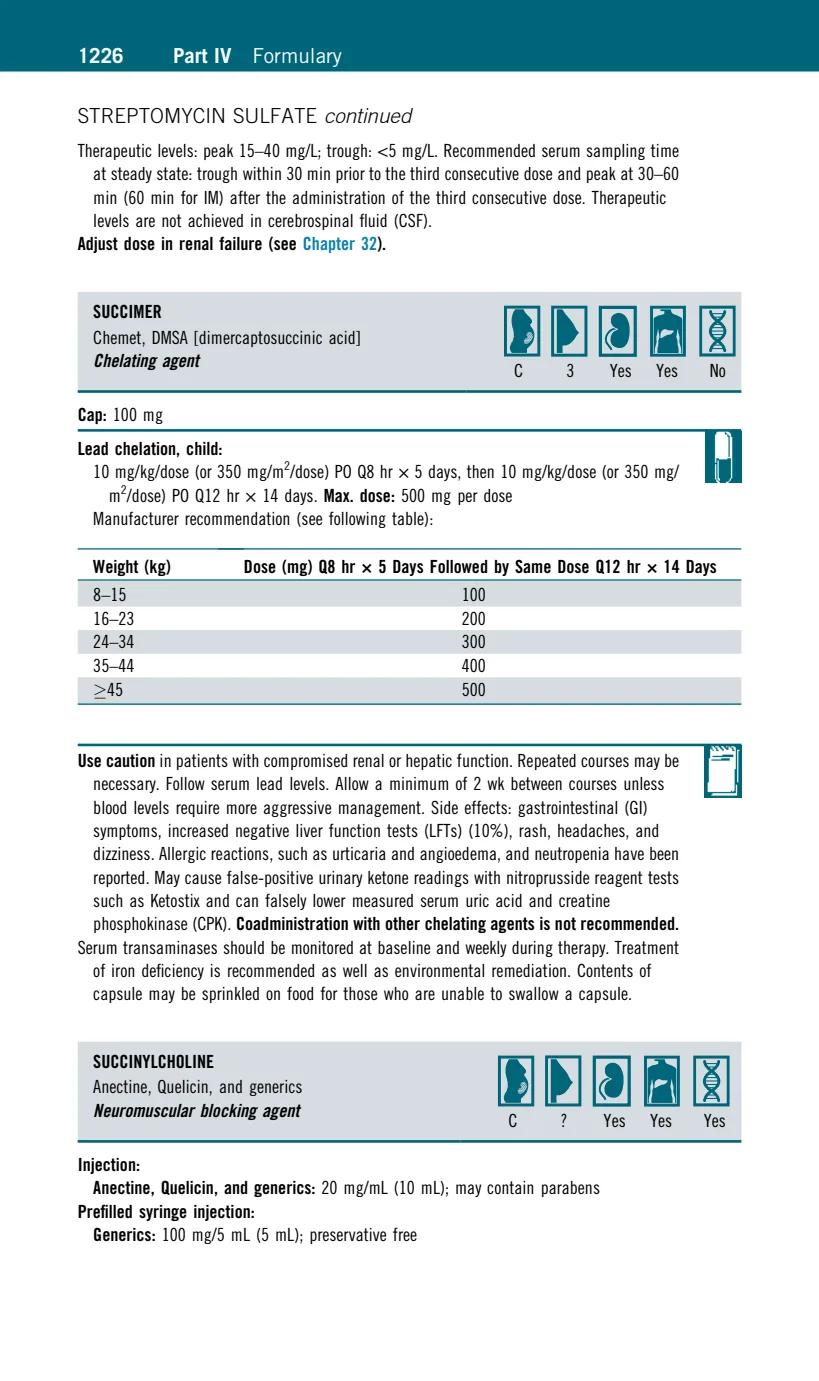 1226 Part IV Formulary
STREPTOMYCIN SULFATE continued
Therapeutic levels: peak 15–40 mg/L; trough: <5 mg/L. Recommended serum sampling time
at steady state: trough within 30 min prior to the third consecutive dose and peak at 30–60
min (60 min for IM) after the administration of the third consecutive dose. Therapeutic
levels are not achieved in cerebrospinal fluid (CSF).
Adjust dose in renal failure (see Chapter 32).
SUCCIMER
Chemet, DMSA [dimercaptosuccinic acid]
Chelating agent
C 3 Yes Yes No
Cap: 100 mg
Lead chelation, child:
10 mg/kg/dose (or 350 mg/m²/dose) PO Q8 hr × 5 days, then 10 mg/kg/dose (or 350 mg/
m²/dose) PO Q12 hr × 14 days. Max. dose: 500 mg per dose
Manufacturer recommendation (see following table):
Weight (kg) Dose (mg) Q8 hr × 5 Days Followed by Same Dose Q12 hr × 14 Days
8–15 100
16–23 200
24–34 300
35–44 400
≥45 500
Use caution in patients with compromised renal or hepatic function. Repeated courses may be
necessary. Follow serum lead levels. Allow a minimum of 2 wk between courses unless
blood levels require more aggressive management. Side effects: gastrointestinal (GI)
symptoms, increased negative liver function tests (LFTs) (10%), rash, headaches, and
dizziness. Allergic reactions, such as urticaria and angioedema, and neutropenia have been
reported. May cause false-positive urinary ketone readings with nitroprusside reagent tests
such as Ketostix and can falsely lower measured serum uric acid and creatine
phosphokinase (CPK). Coadministration with other chelating agents is not recommended.
Serum transaminases should be monitored at baseline and weekly during therapy. Treatment
of iron deficiency is recommended as well as environmental remediation. Contents of
capsule may be sprinkled on food for those who are unable to swallow a capsule.
SUCCINYLCHOLINE
Anectine, Quelicin, and generics
Neuromuscular blocking agent
C ? Yes Yes Yes
Injection:
Anectine, Quelicin, and generics: 20 mg/mL (10 mL); may contain parabens
Prefilled syringe injection:
Generics: 100 mg/5 mL (5 mL); preservative free